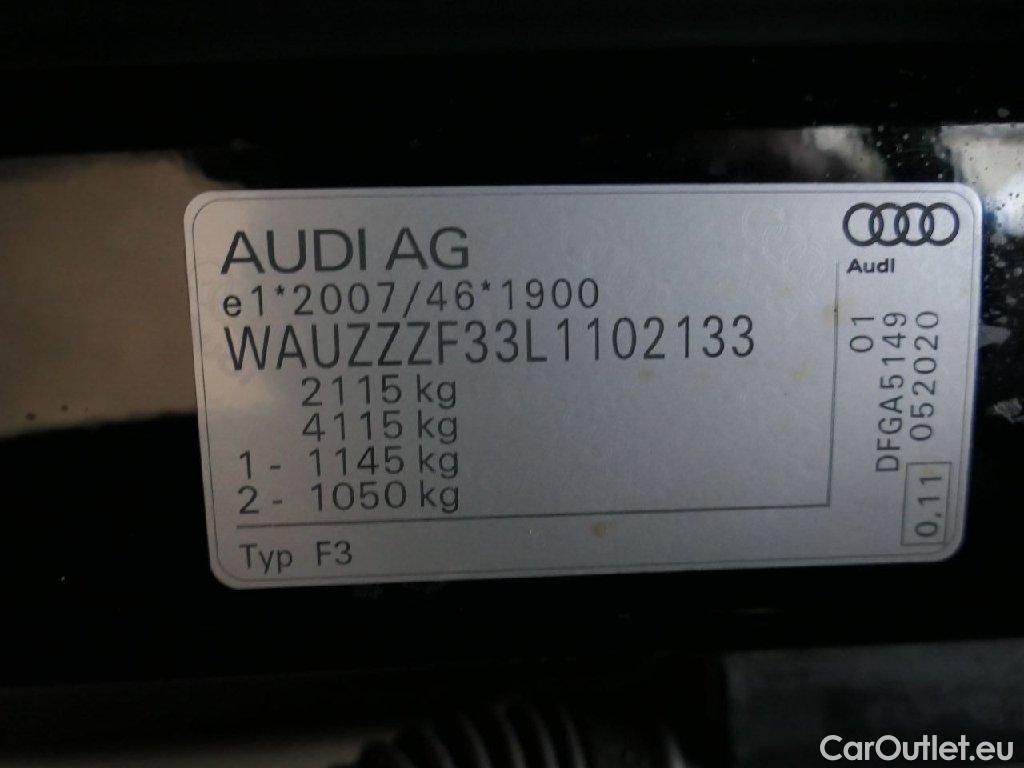 AUDI AG
e1*2007/46*1900
WAUZZZF33L1102133
2115 kg
4115 kg
1 - 1145 kg
2 - 1050 kg
Typ F3
Audi
01
DFGA5149
052020
0,11
CarOutlet.eu